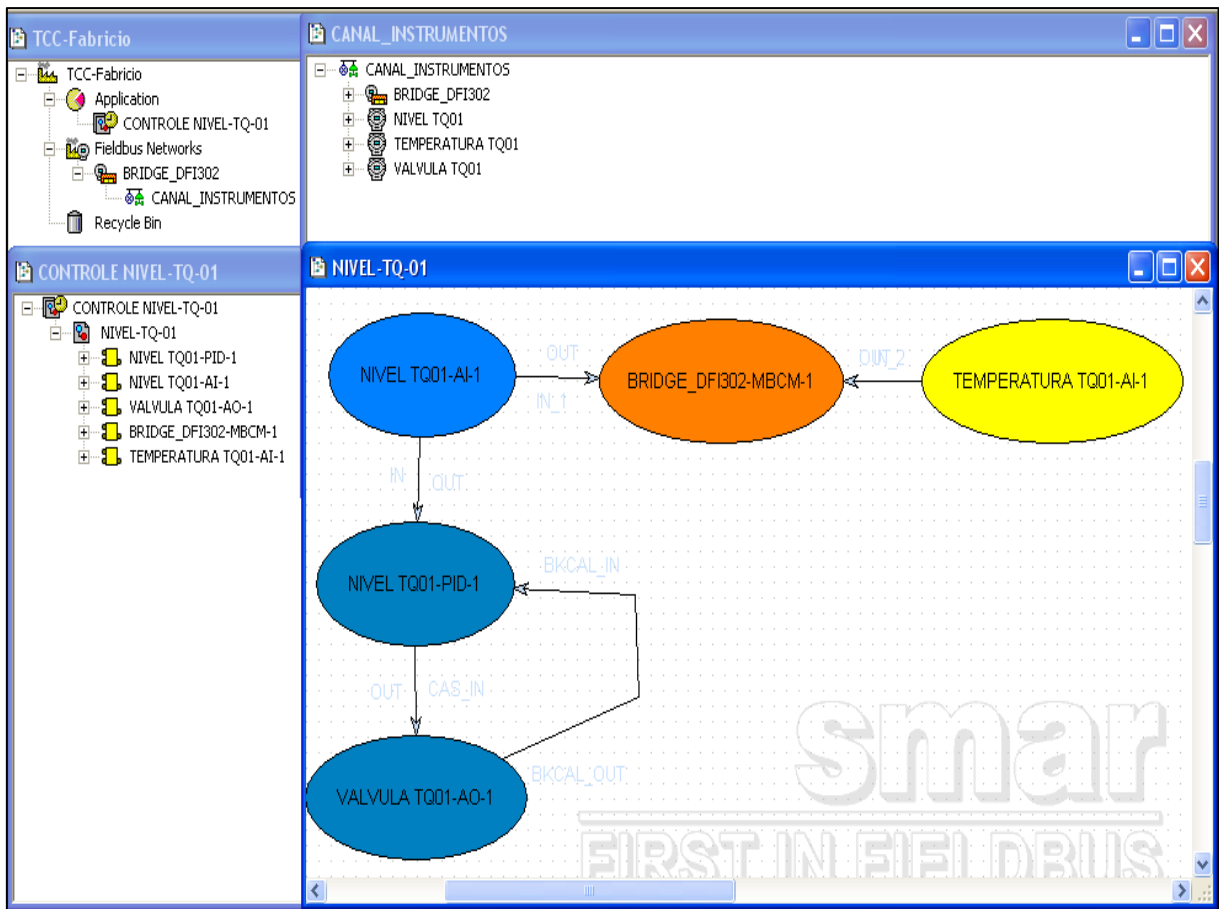 TCC-Fabricio
TCC-Fabricio
Application
CONTROLE NIVEL-TQ-01
Fieldbus Networks
BRIDGE_DFI302
CANAL_INSTRUMENTOS
Recycle Bin
CANAL_INSTRUMENTOS
CANAL_INSTRUMENTOS
BRIDGE_DFI302
NIVEL TQ01
TEMPERATURA TQ01
VALVULA TQ01
CONTROLE NIVEL-TQ-01
CONTROLE NIVEL-TQ-01
NIVEL-TQ-01
NIVEL TQ01-PID-1
NIVEL TQ01-AI-1
VALVULA TQ01-AO-1
BRIDGE_DFI302-MBCM-1
TEMPERATURA TQ01-AI-1
NIVEL-TQ-01
NIVEL TQ01-AI-1
OUT
IN_1
BRIDGE_DFI302-MBCM-1
TEMPERATURA TQ01-AI-1
IN
OUT
NIVEL TQ01-PID-1
BKCAL_IN
OUT
CAS_IN
VALVULA TQ01-AO-1
BKCAL_OUT
smar
FIRST IN FIELDBUS